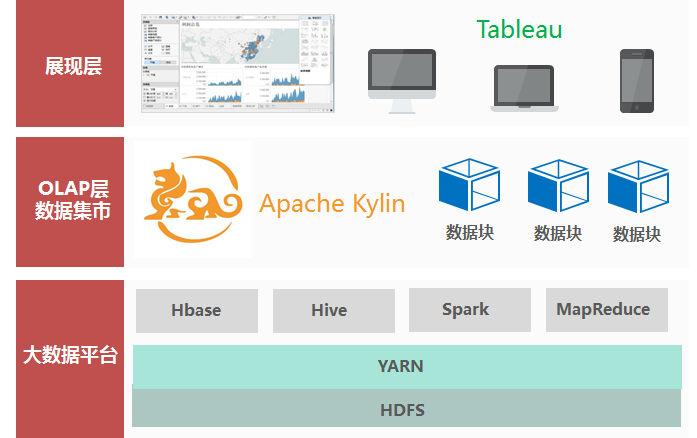 展现层
Tableau
OLAP层
数据集市
Apache Kylin
数据块
数据块
数据块
大数据平台
Hbase
Hive
Spark
MapReduce
YARN
HDFS